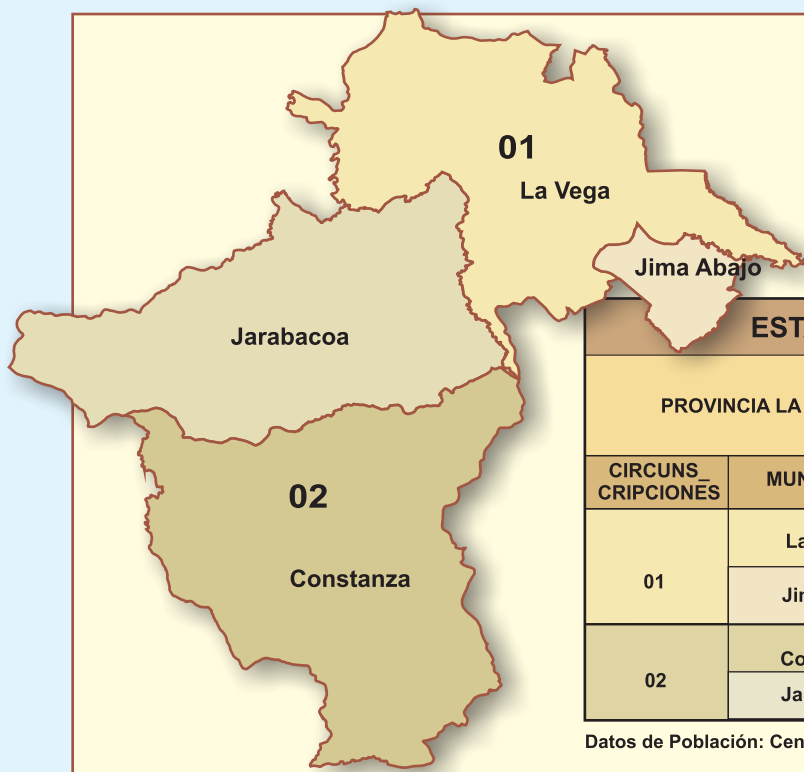 01
La Vega
Jima Abajo
Jarabacoa
02
Constanza
PROVINCIA LA
CIRCUNS_
CRIPCIONES
01
02
Datos de Población: